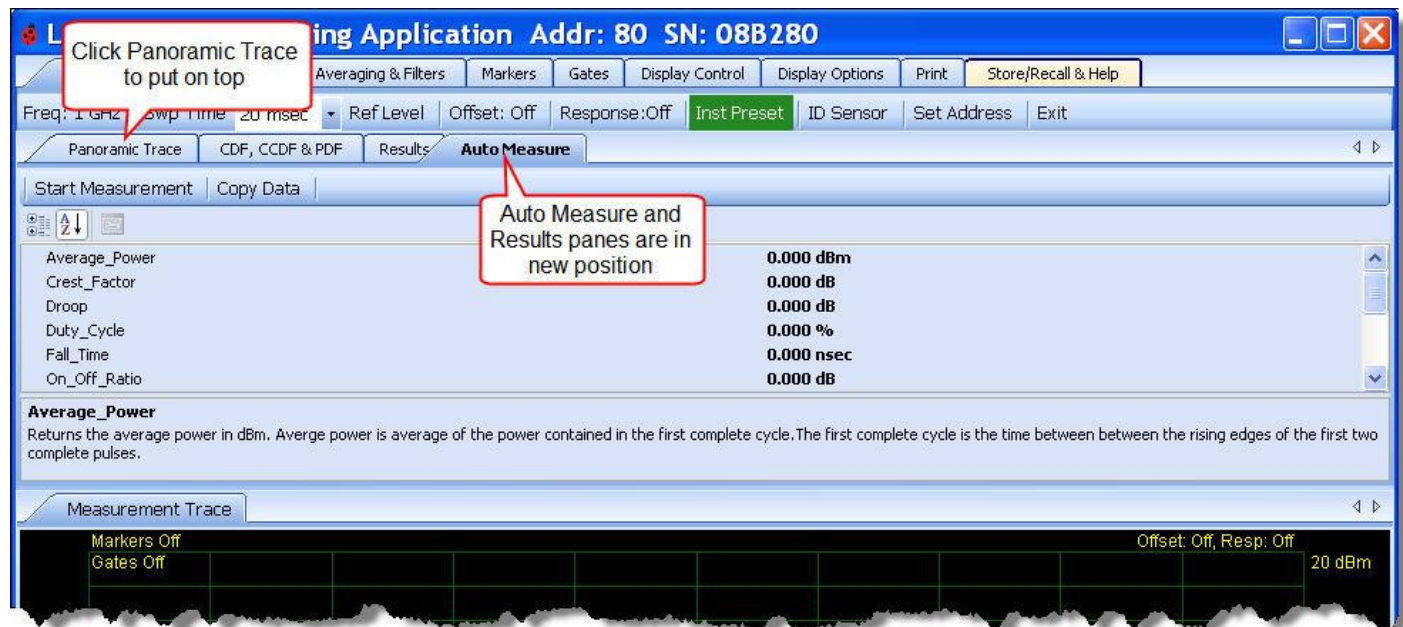 L
ing Application Addr: 80 SN: 08B280
Click Panoramic Trace
to put on top
Averaging & Filters Markers Gates Display Control Display Options Print Store/Recall & Help
Freq: 1 GHz Swp Time 20 msec Ref Level Offset: Off Response:Off Inst Preset ID Sensor Set Address Exit
Panoramic Trace CDF, CCDF & PDF Results Auto Measure
Start Measurement Copy Data
Auto Measure and
Results panes are in
new position
Average_Power 0.000 dBm
Crest_Factor 0.000 dB
Droop 0.000 dB
Duty_Cycle 0.000 %
Fall_Time 0.000 nsec
On_Off_Ratio 0.000 dB
Average_Power
Returns the average power in dBm. Averge power is average of the power contained in the first complete cycle.The first complete cycle is the time between between the rising edges of the first two
complete pulses.
Measurement Trace
Markers Off Offset: Off, Resp: Off
Gates Off 20 dBm